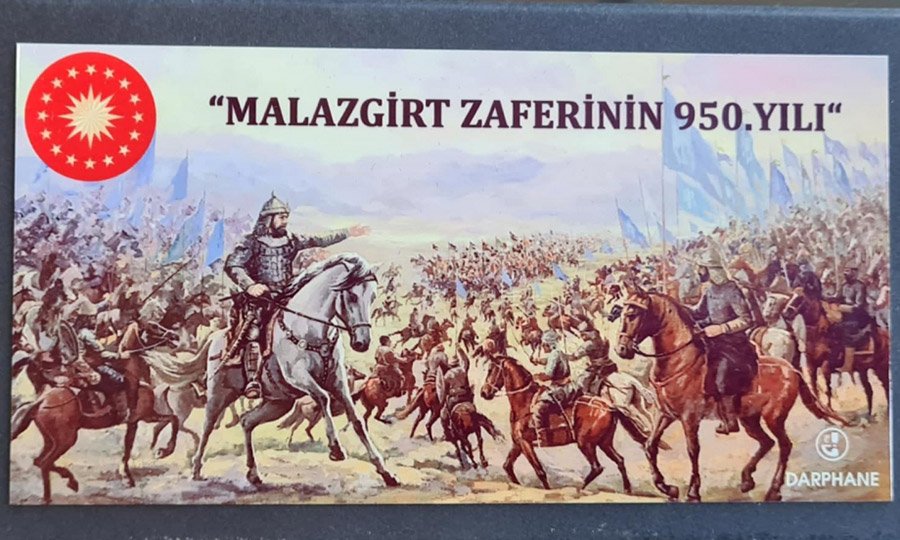 “MALAZGİRT ZAFERİNİN 950.YILI“
DARPHANE